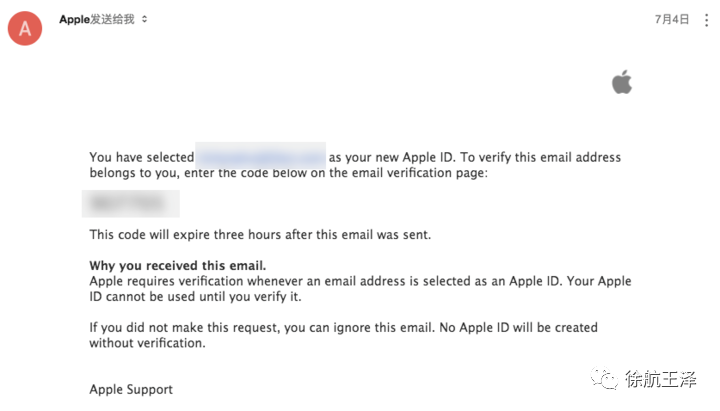 A
Apple发送给我
7月4日
You have selected as your new Apple ID. To verify this email address
belongs to you, enter the code below on the email verification page:
This code will expire three hours after this email was sent.
Why you received this email.
Apple requires verification whenever an email address is selected as an Apple ID. Your Apple
ID cannot be used until you verify it.
If you did not make this request, you can ignore this email. No Apple ID will be created
without verification.
Apple Support
徐航王泽